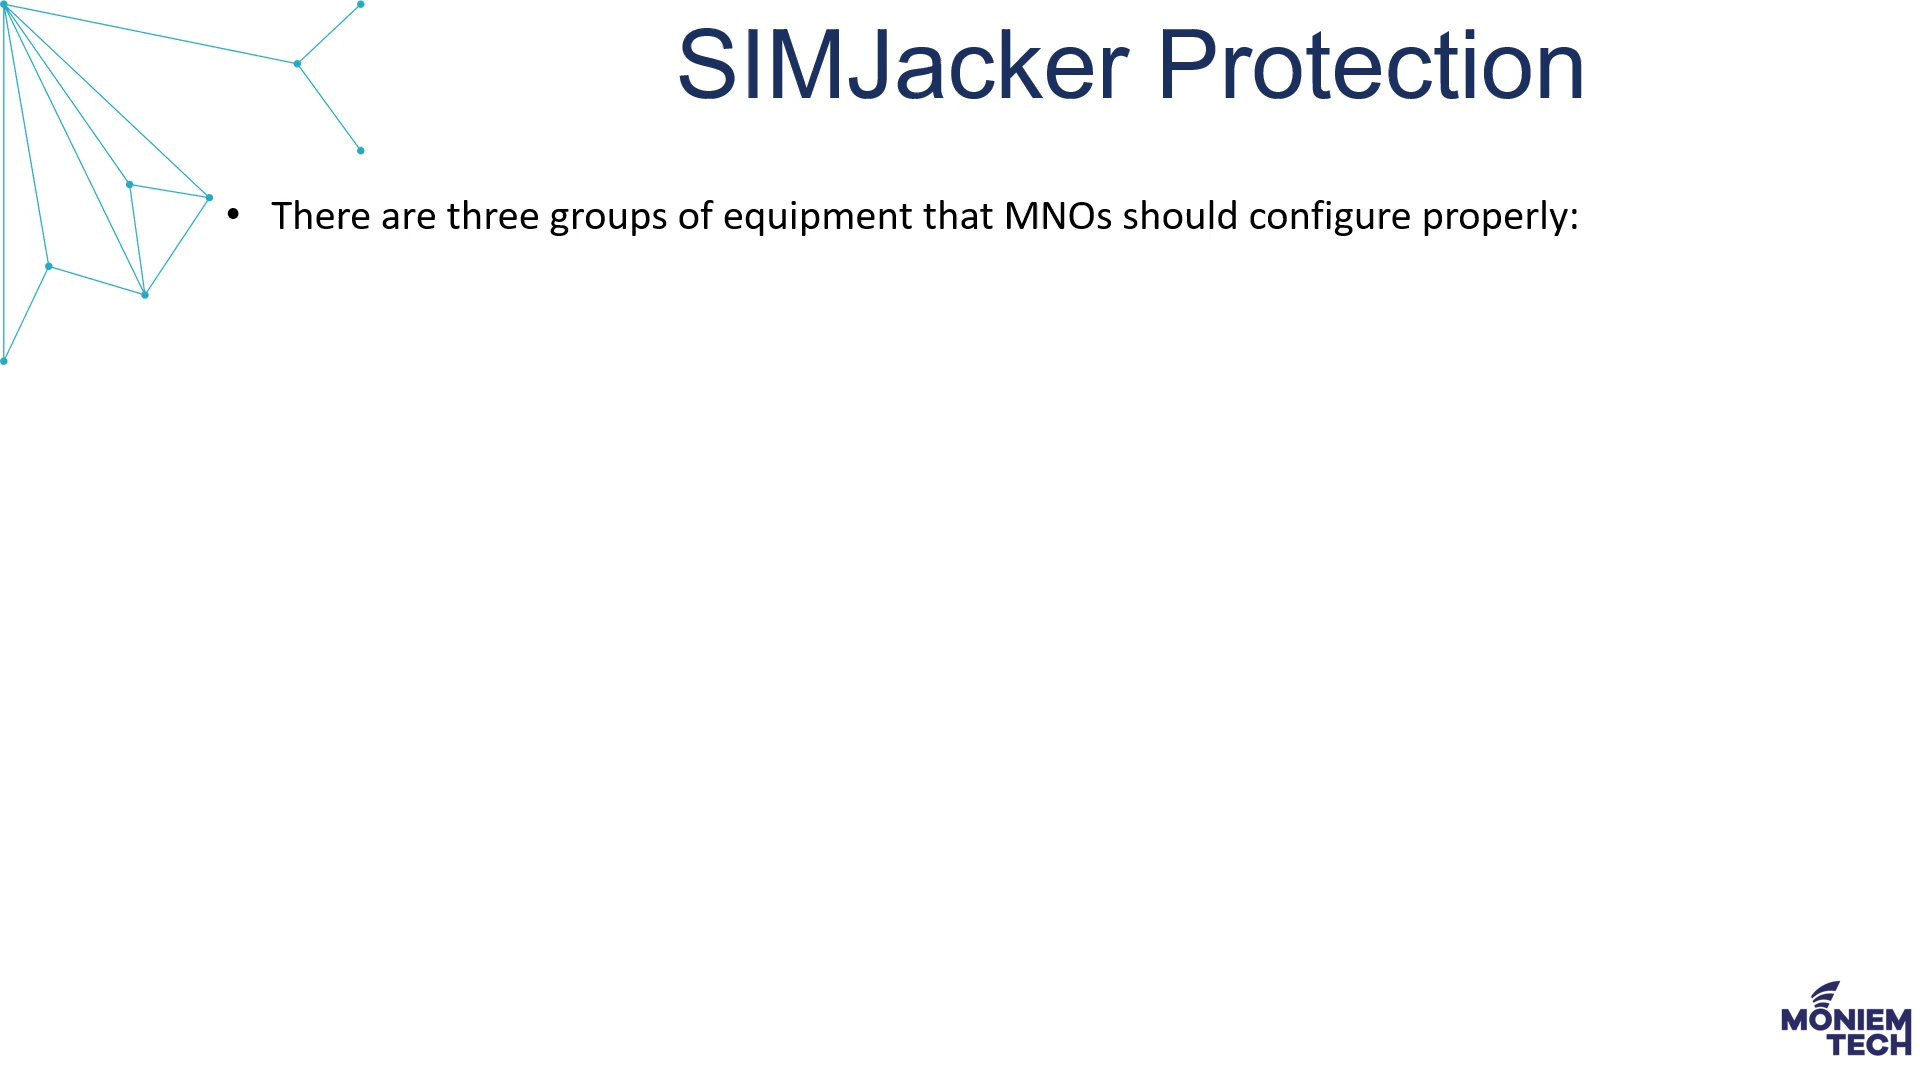 SIMJacker Protection
• There are three groups of equipment that MNOs should configure properly:
MONIEM
TECH